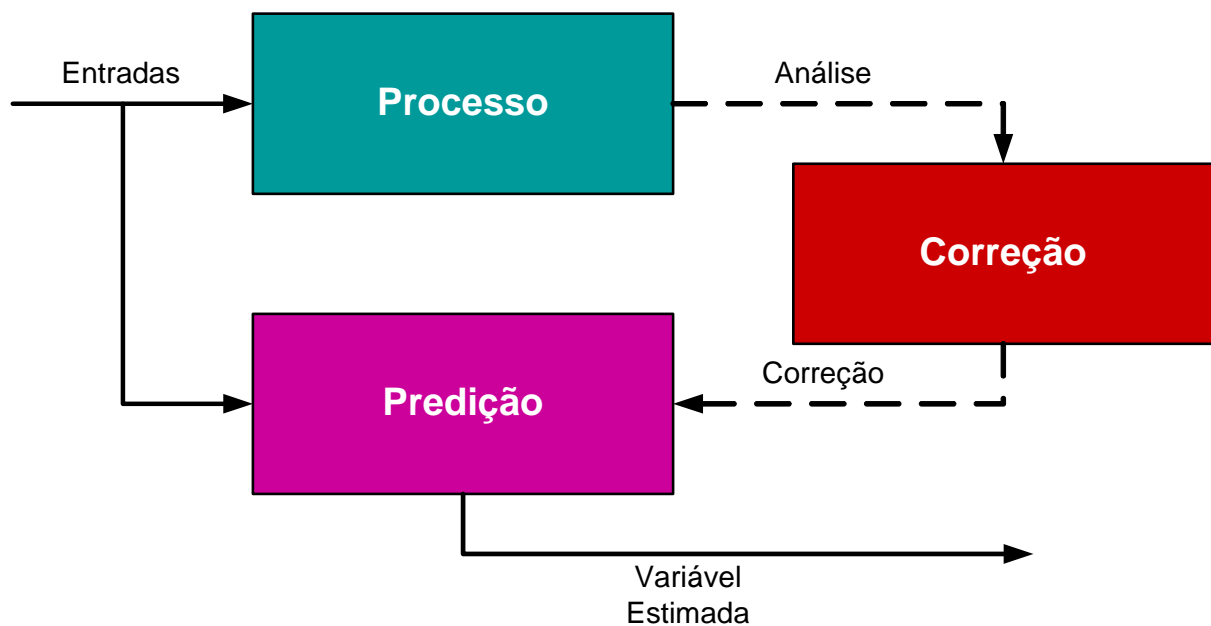 Entradas
Processo
Análise
Correção
Correção
Predição
Variável
Estimada